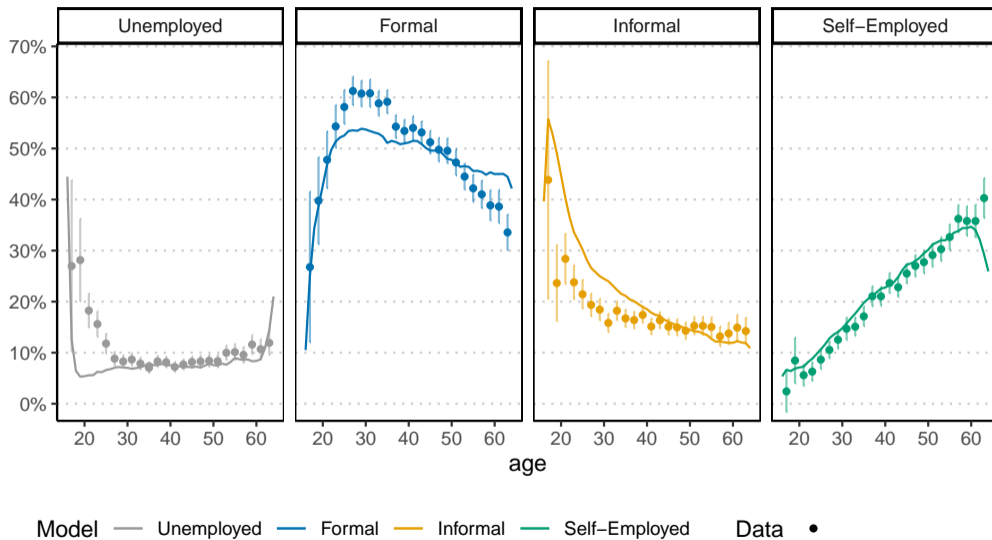 Unemployed Formal Informal Self−Employed
70%
60%
50%
40%
30%
20%
10%
0%
20 30 40 50 60 20 30 40 50 60 20 30 40 50 60 20 30 40 50 60
age
Model Unemployed Formal Informal Self−Employed Data